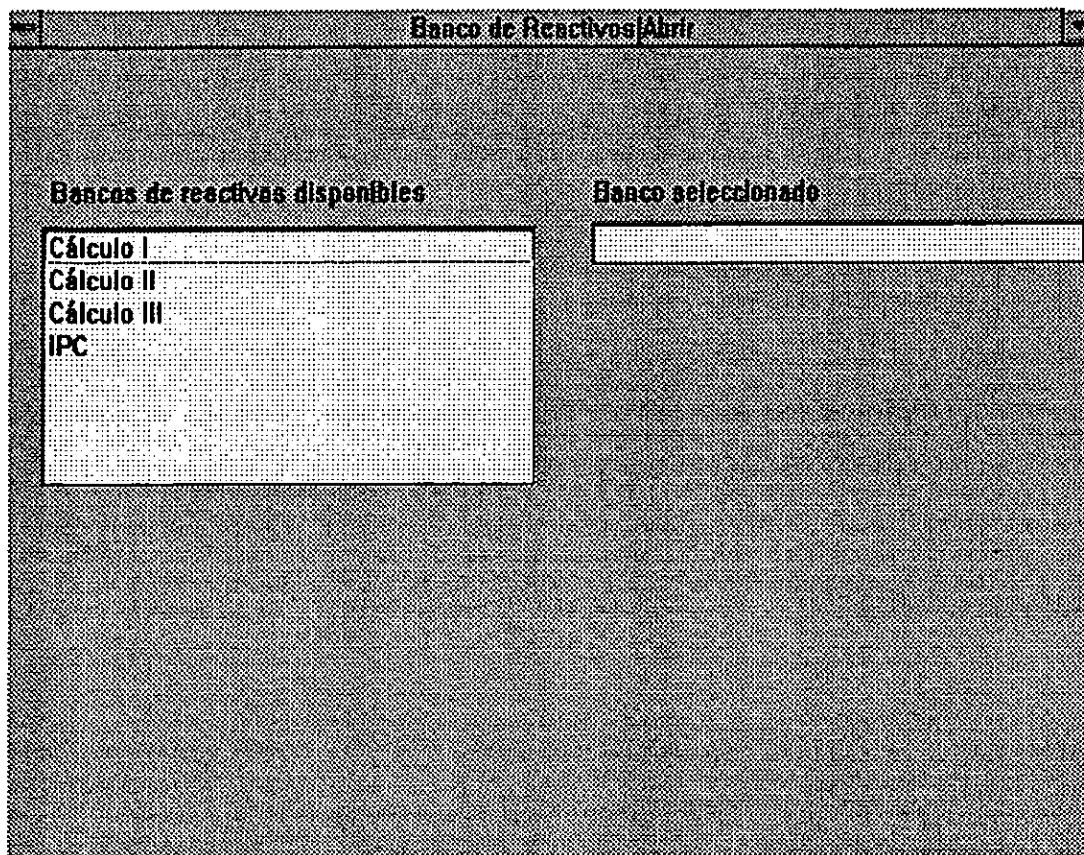 Banco de Reactivos|Abrir
Bancos de reactivos disponibles
Banco seleccionado
Cálculo I
Cálculo II
Cálculo III
IPC